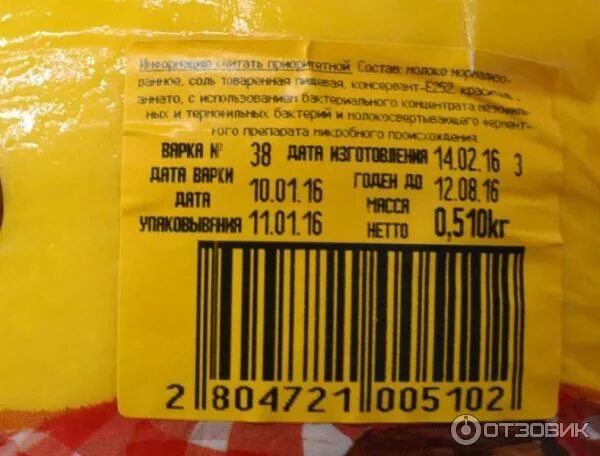 Информацию считать приоритетной Состав: молоко нормализо-
ванное, соль поваренная пищевая, консервант-Е252, краситель-
аннато, с использованием бактериального концентрата мезофиль-
ных и термофильных бактерий и молокосвертывающего фермент-
ного препарата микробного происхождения.
ВАРКА № 38 ДАТА ИЗГОТОВЛЕНИЯ 14.02.16 3
ДАТА ВАРКИ 10.01.16 ГОДЕН ДО 12.08.16
ДАТА УПАКОВЫВАНИЯ 11.01.16 МАССА НЕТТО 0,510кг
2 804721 005102
ОТЗОВИК